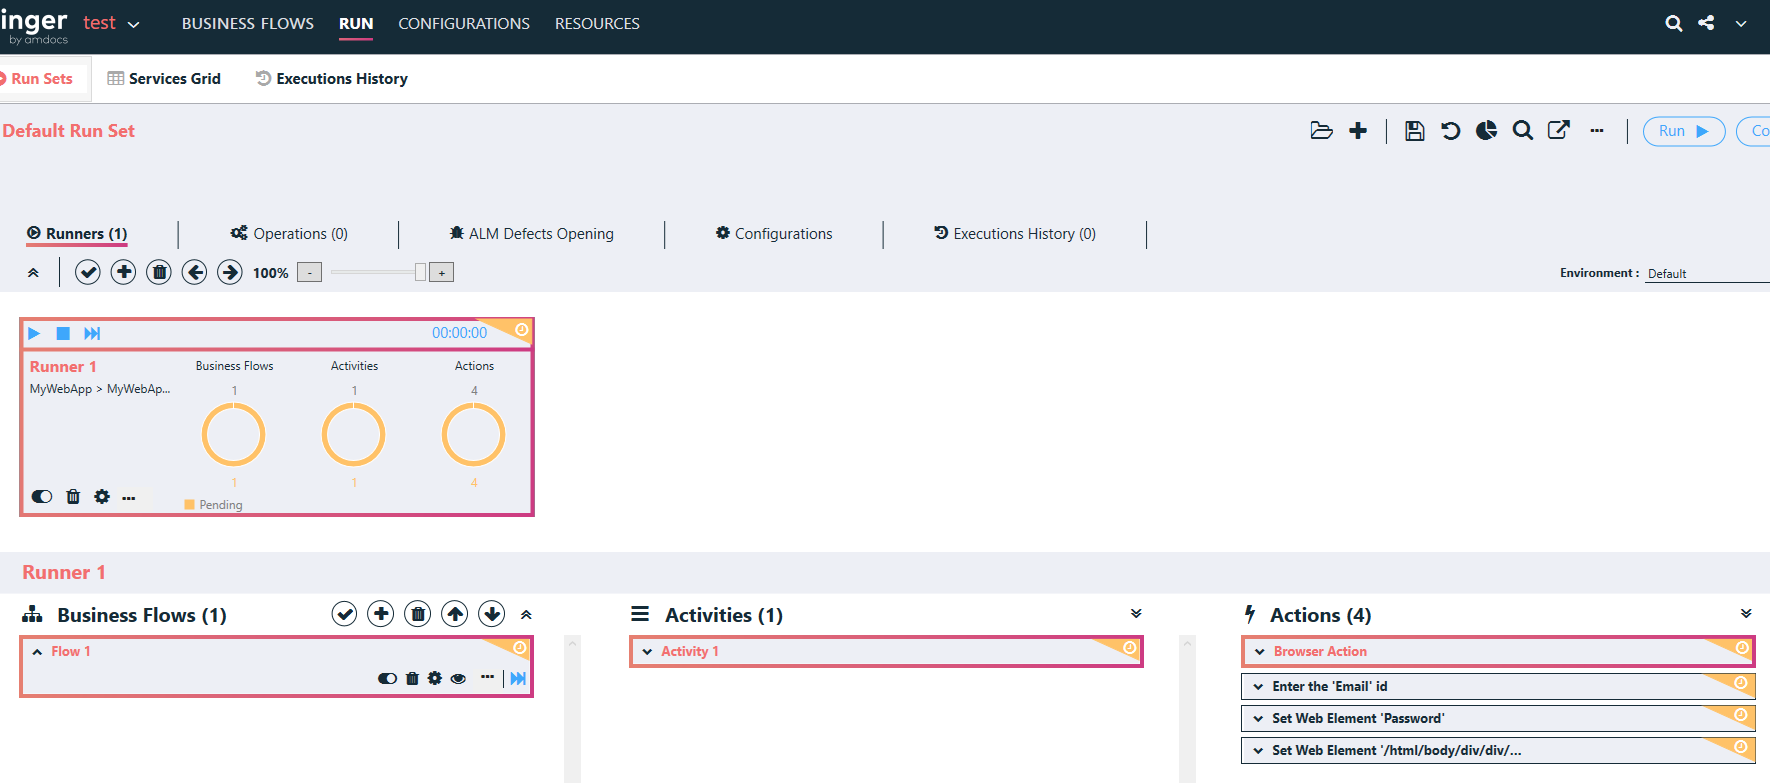 inger
by amdocs
test
BUSINESS FLOWS
RUN
CONFIGURATIONS
RESOURCES
Run Sets
Services Grid
Executions History
Default Run Set
Run
Co
Runners (1)
Operations (0)
ALM Defects Opening
Configurations
Executions History (0)
100%
-
+
Environment :
Default
00:00:00
Runner 1
MyWebApp > MyWebAp...
Business Flows
Activities
Actions
1
1
4
1
1
4
Pending
Runner 1
Business Flows (1)
Flow 1
Activities (1)
Activity 1
Actions (4)
Browser Action
Enter the 'Email' id
Set Web Element 'Password'
Set Web Element '/html/body/div/div/...